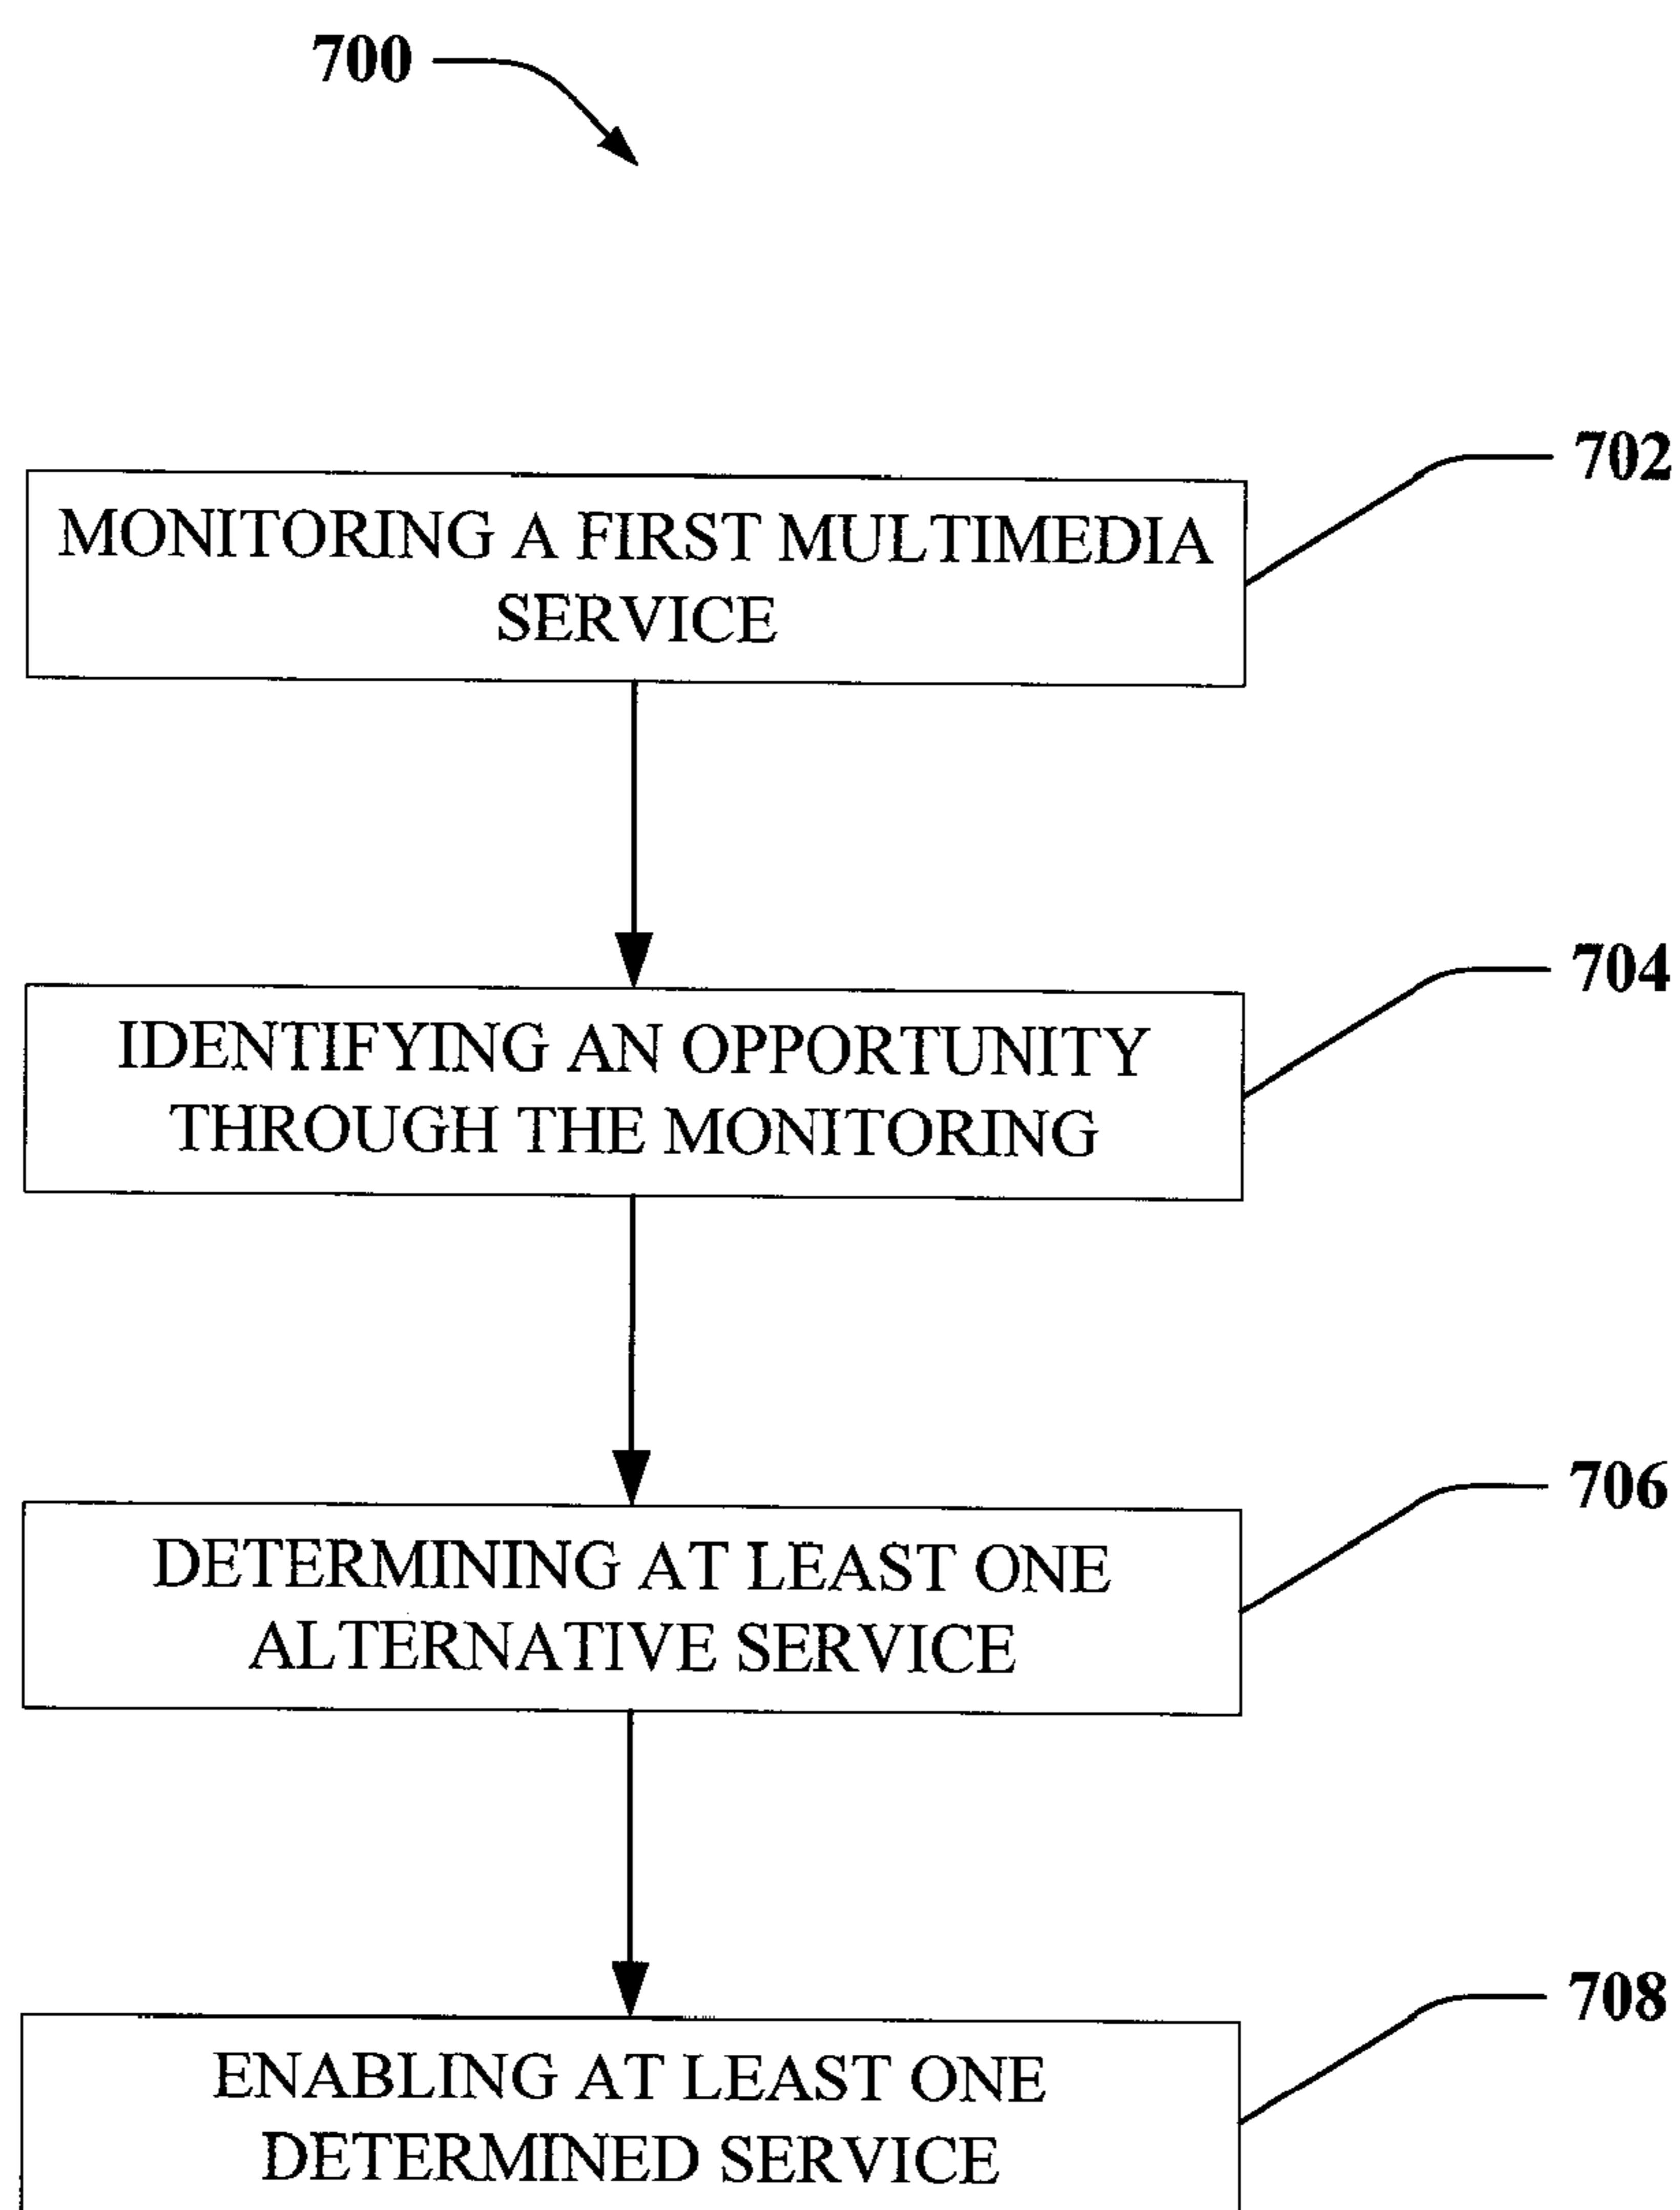 700
702
MONITORING A FIRST MULTIMEDIA
SERVICE
704
IDENTIFYING AN OPPORTUNITY
THROUGH THE MONITORING
706
DETERMINING AT LEAST ONE
ALTERNATIVE SERVICE
708
ENABLING AT LEAST ONE
DETERMINED SERVICE